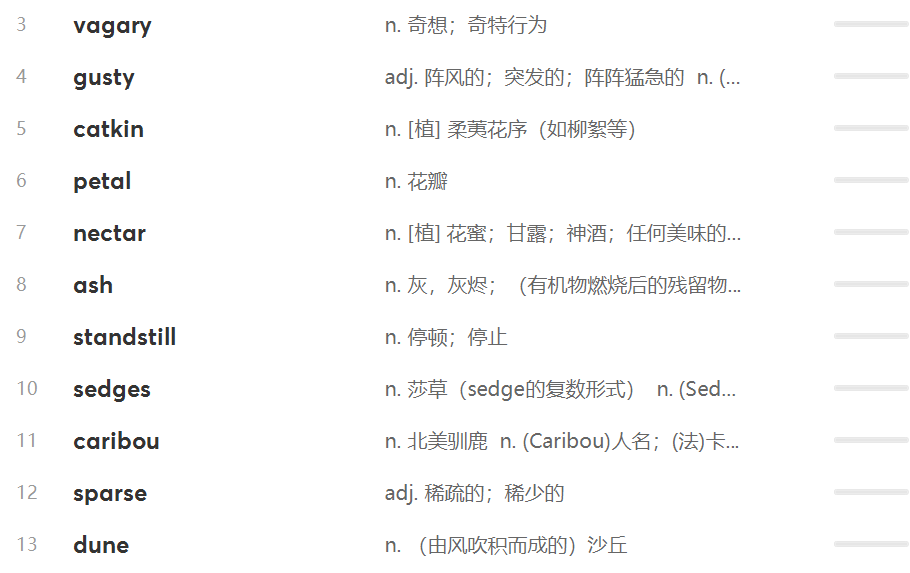 3 vagary n. 奇想；奇特行为
4 gusty adj. 阵风的；突发的；阵阵猛急的 n. (...
5 catkin n. [植] 柔荑花序（如柳絮等）
6 petal n. 花瓣
7 nectar n. [植] 花蜜；甘露；神酒；任何美味的...
8 ash n. 灰，灰烬；（有机物燃烧后的残留物...
9 standstill n. 停顿；停止
10 sedges n. 莎草（sedge的复数形式） n. (Sed...
11 caribou n. 北美驯鹿 n. (Caribou)人名；(法)卡...
12 sparse adj. 稀疏的；稀少的
13 dune n. （由风吹积而成的）沙丘